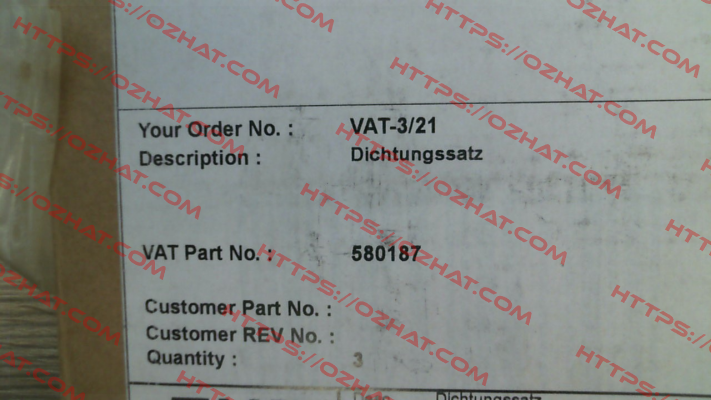 Your Order No. : VAT-3/21
Description : Dichtungssatz
VAT Part No. : 580187
Customer Part No. :
Customer REV No. :
Quantity : 3
Dichtungssatz
HTTPS://OZHAT.COM